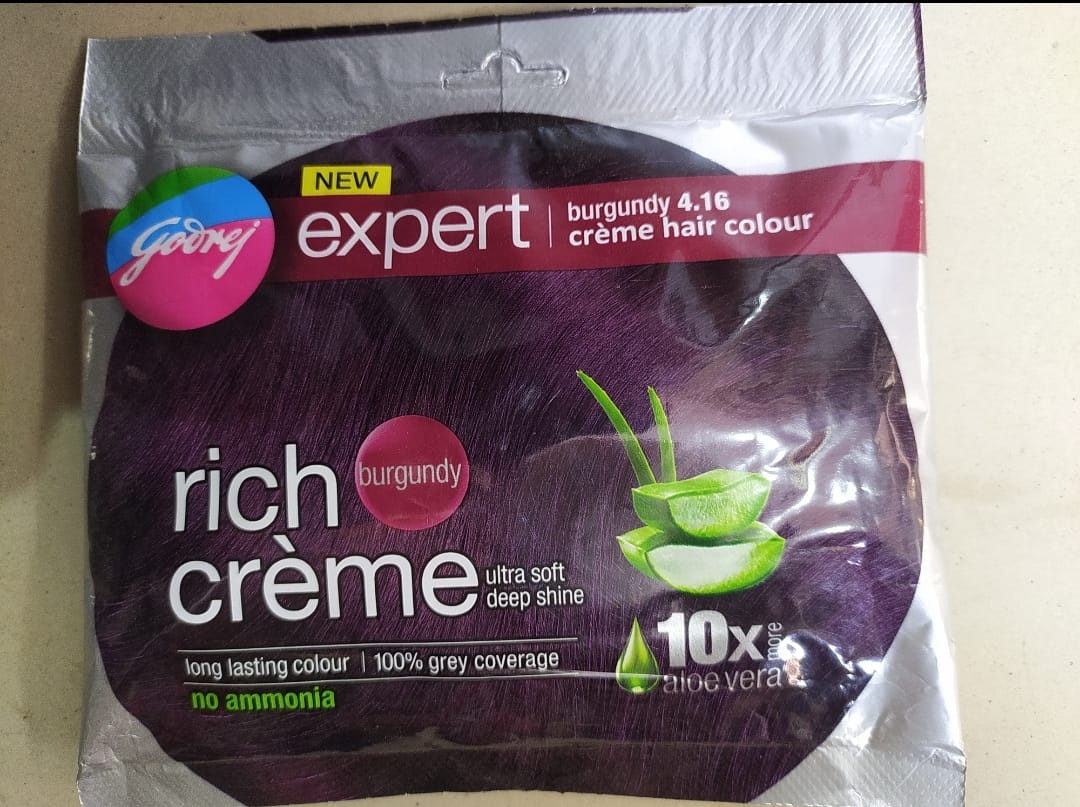 Godrej
NEW
expert
burgundy 4.16
crème hair colour
rich
burgundy
crème
ultra soft
deep shine
long lasting colour | 100% grey coverage
no ammonia
10x more
aloe vera